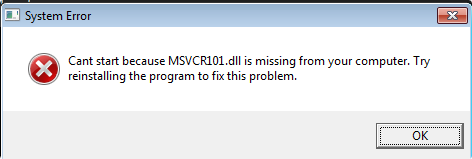 System Error
Cant start because MSVCR101.dll is missing from your computer. Try
reinstalling the program to fix this problem.
OK